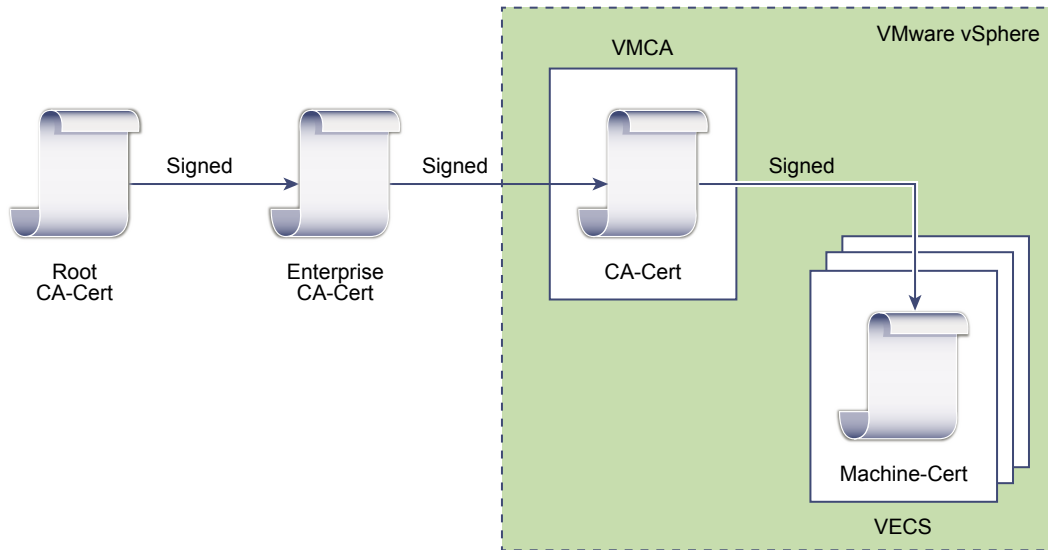 VMware vSphere
VMCA
Signed
Signed
Signed
Root
CA-Cert
Enterprise
CA-Cert
CA-Cert
Machine-Cert
VECS